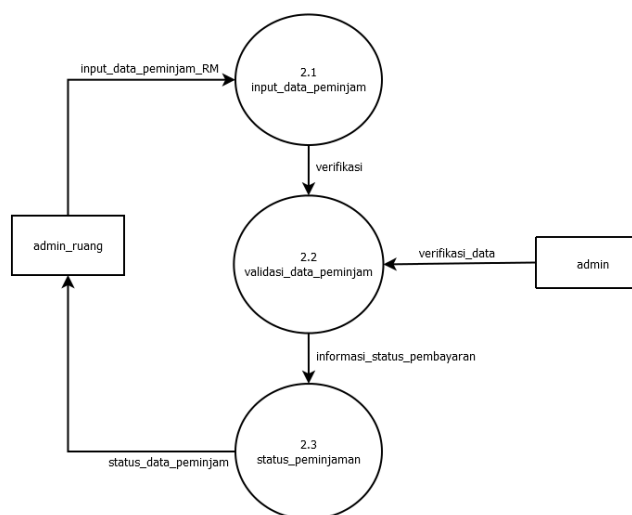 2.1
input_data_peminjam
input_data_peminjam_RM
verifikasi
admin_ruang
2.2
validasi_data_peminjam
verifikasi_data
admin
informasi_status_pembayaran
2.3
status_peminjaman
status_data_peminjam